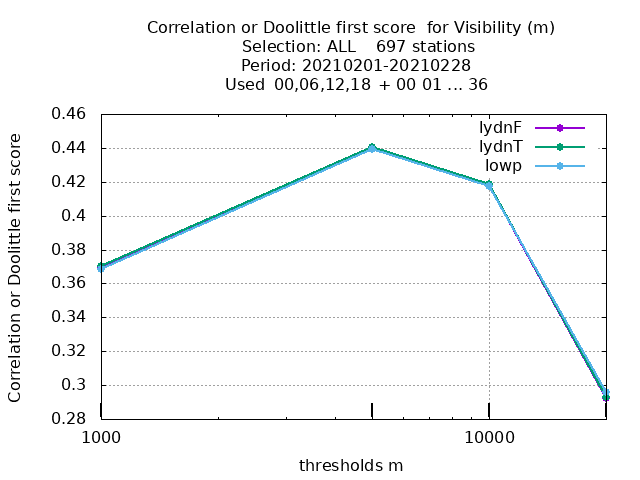 Correlation or Doolittle first score  for Visibility (m)
Selection: ALL    697 stations
Period: 20210201-20210228
Used  00,06,12,18  + 00 01 ... 36
Correlation or Doolittle first score
0.46
0.44
0.42
0.4
0.38
0.36
0.34
0.32
0.3
0.28
lydnF
lydnT
lowp
1000
10000
thresholds m